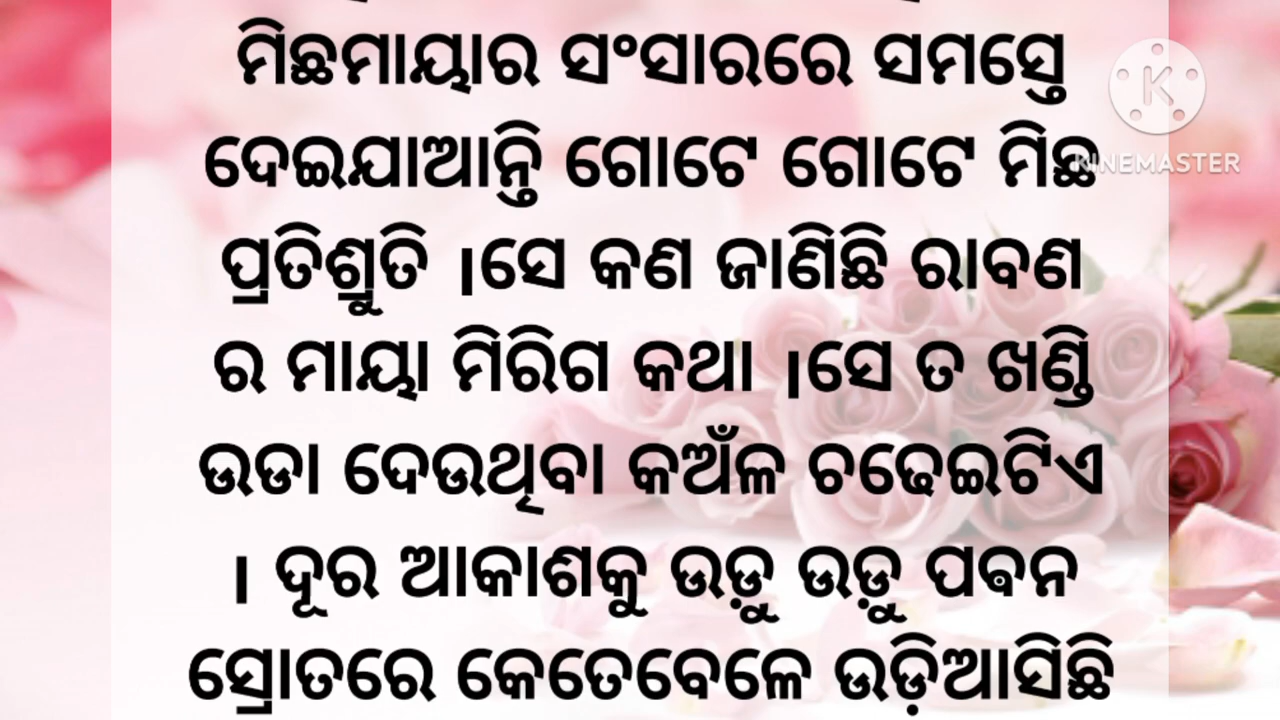 ମିଛମାୟାର ସଂସାରରେ ସମସ୍ତେ
ଦେଇଯାଆନ୍ତି ଗୋଟେ ଗୋଟେ ମିଛ
ପ୍ରତିଶ୍ରୁତି ।ସେ କଣ ଜାଣିଛି ରାବଣ
ର ମାୟା ମିରିଗ କଥା ।ସେ ତ ଖଣ୍ଡି
ଉଡା ଦେଉଥିବା କଅଁଳ ଚଢେଇଟିଏ
। ଦୂର ଆକାଶକୁ ଉଡ଼ୁ ଉଡ଼ୁ ପବନ
ସ୍ରୋତରେ କେତେବେଳେ ଉଡ଼ିଆସିଛି
KINEMASTER